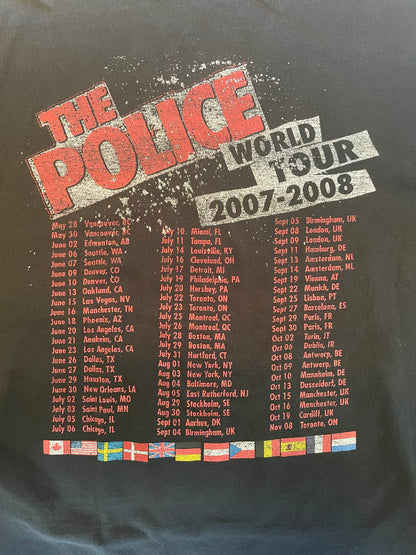 THE
POLICE
WORLD
TOUR
2007-2008
May 28 Vancouver, BC
May 30 Vancouver, BC
June 02 Edmonton, AB
June 06 Seattle, WA
June 07 Seattle, WA
June 09 Denver, CO
June 10 Denver, CO
June 13 Oakland, CA
June 15 Las Vegas, NV
June 16 Manchester, TN
June 18 Phoenix, AZ
June 20 Los Angeles, CA
June 21 Anaheim, CA
June 23 Los Angeles, CA
June 26 Dallas, TX
June 27 Dallas, TX
June 29 Houston, TX
June 30 New Orleans, LA
July 02 Saint Louis, MO
July 03 Saint Paul, MN
July 05 Chicago, IL
July 06 Chicago, IL
July 10 Miami, FL
July 11 Tampa, FL
July 14 Louisville, KY
July 16 Cleveland, OH
July 17 Detroit, MI
July 19 Philadelphia, PA
July 20 Hershey, PA
July 22 Toronto, ON
July 23 Toronto, ON
July 25 Montreal, QC
July 26 Montreal, QC
July 28 Boston, MA
July 29 Boston, MA
July 31 Hartford, CT
Aug 01 New York, NY
Aug 03 New York, NY
Aug 04 Baltimore, MD
Aug 05 East Rutherford, NJ
Aug 29 Stockholm, SE
Aug 30 Stockholm, SE
Sept 01 Aarhus, DK
Sept 04 Birmingham, UK
Sept 05 Birmingham, UK
Sept 08 London, UK
Sept 09 London, UK
Sept 11 Hamburg, DE
Sept 13 Amsterdam, NL
Sept 14 Amsterdam, NL
Sept 19 Vienna, AT
Sept 22 Munich, DE
Sept 25 Lisbon, PT
Sept 27 Barcelona, ES
Sept 29 Paris, FR
Sept 30 Paris, FR
Oct 02 Turin, IT
Oct 06 Dublin, IR
Oct 08 Antwerp, BE
Oct 09 Antwerp, BE
Oct 10 Mannheim, DE
Oct 13 Dusseldorf, DE
Oct 15 Manchester, UK
Oct 16 Manchester, UK
Oct 19 Cardiff, UK
Nov 08 Toronto, ON